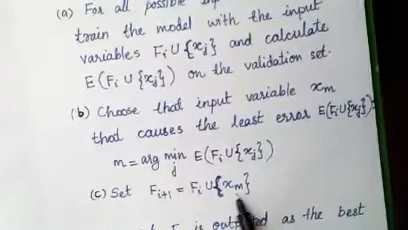 (a) For all possible
train the model with the input
variables Fi ∪ {xj} and calculate
E(Fi ∪ {xj}) on the validation set.
(b) Choose that input variable xm
that causes the least error E(Fi∪{xj}):
m = arg min j E(Fi∪{xj})
(c) Set Fi+1 = Fi ∪ {xm}
as the best